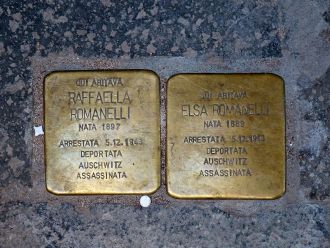 QUI ABITAVA
RAFFAELLA
ROMANELLI
NATA 1897
ARRESTATA 5.12.1943
DEPORTATA
AUSCHWITZ
ASSASSINATA
QUI ABITAVA
ELSA ROMANELLI
NATA 1889
ARRESTATA 5.12.1943
DEPORTATA
AUSCHWITZ
ASSASSINATA